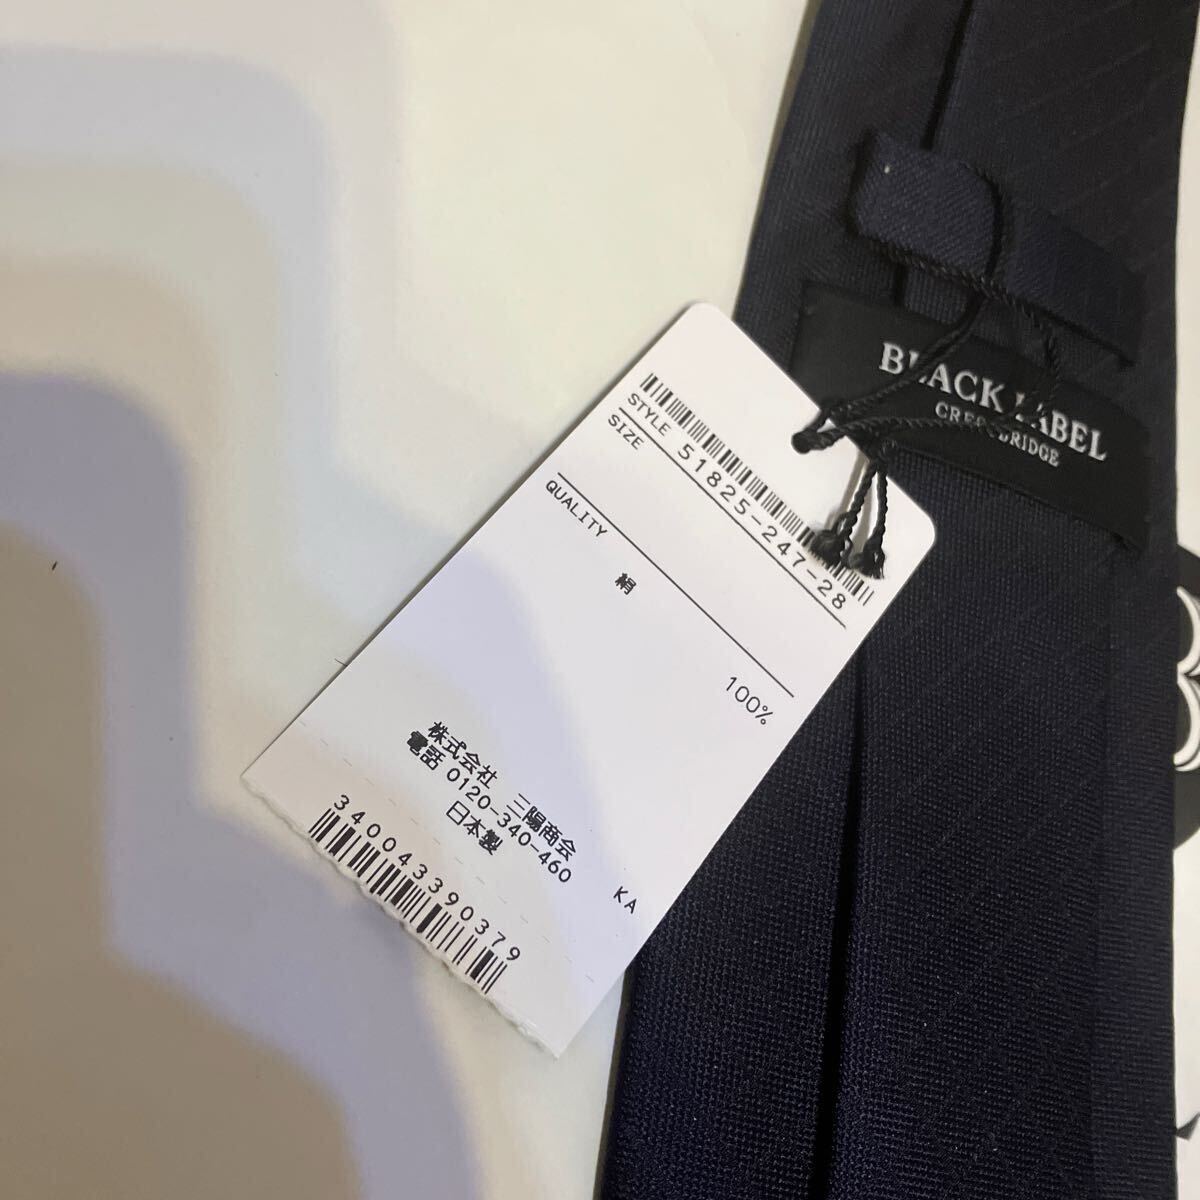 BLACK LABEL
CRESTBRIDGE
STYLE 51825-247-28
SIZE
QUALITY
絹 100%
株式会社 三陽商会
電話 0120-340-460
日本製 KA
3400433903379